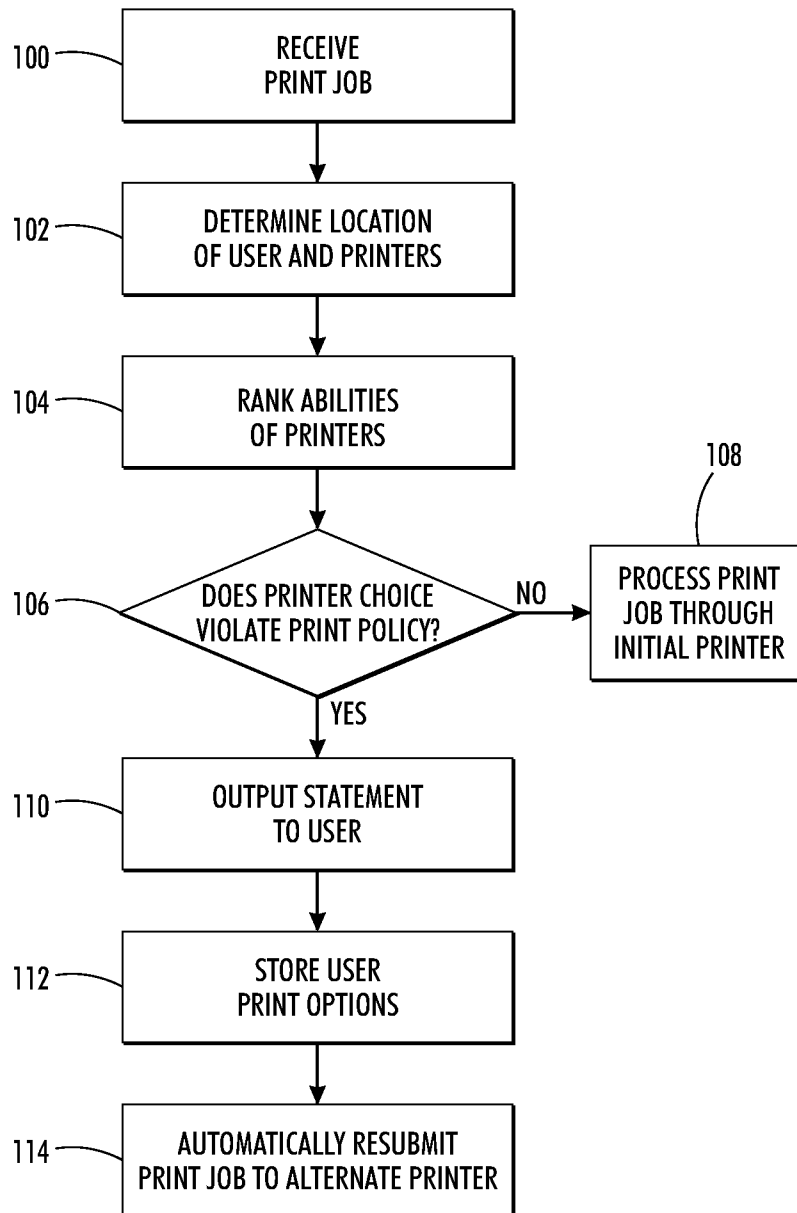 100
RECEIVE
PRINT JOB
102
DETERMINE LOCATION
OF USER AND PRINTERS
104
RANK ABILITIES
OF PRINTERS
106
DOES PRINTER CHOICE
VIOLATE PRINT POLICY?
NO
108
PROCESS PRINT
JOB THROUGH
INITIAL PRINTER
YES
110
OUTPUT STATEMENT
TO USER
112
STORE USER
PRINT OPTIONS
114
AUTOMATICALLY RESUBMIT
PRINT JOB TO ALTERNATE PRINTER